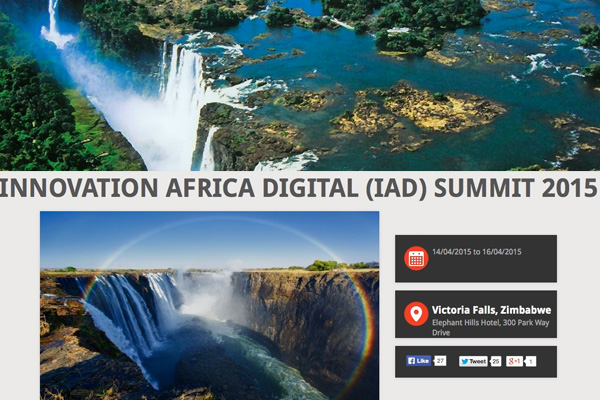 INNOVATION AFRICA DIGITAL (IAD) SUMMIT 2015
14/04/2015 to 16/04/2015
Victoria Falls, Zimbabwe
Elephant Hills Hotel, 300 Park Way
Drive
Like 27 Tweet 25 g+1 1